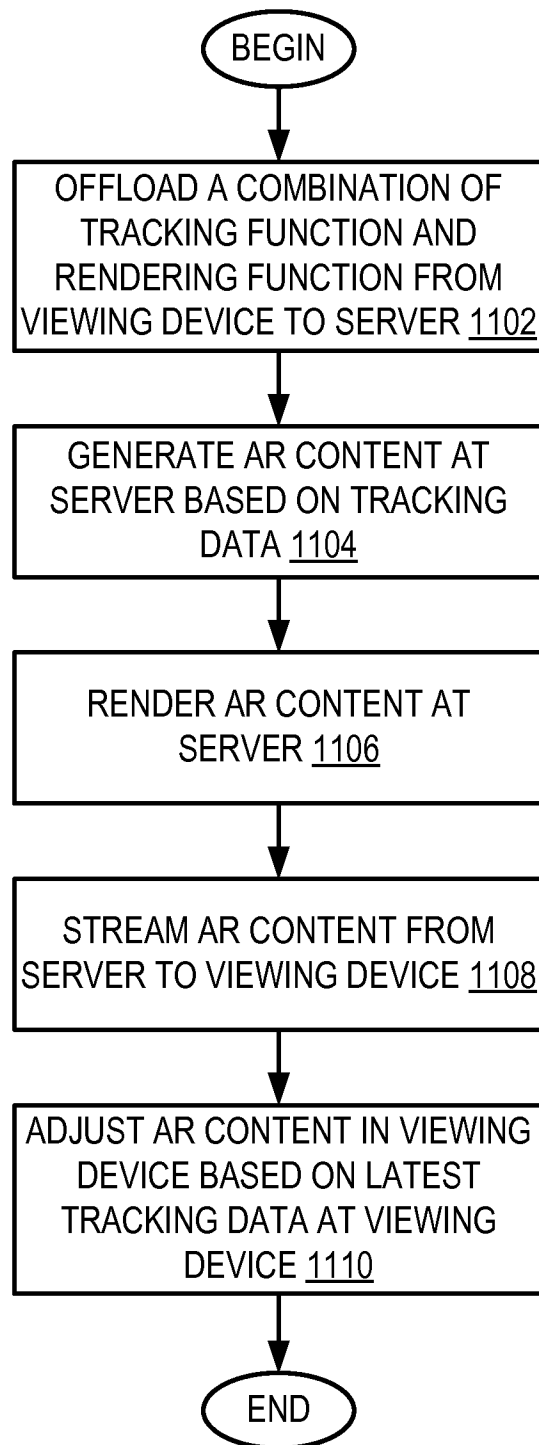 BEGIN
OFFLOAD A COMBINATION OF
TRACKING FUNCTION AND
RENDERING FUNCTION FROM
VIEWING DEVICE TO SERVER 1102
GENERATE AR CONTENT AT
SERVER BASED ON TRACKING
DATA 1104
RENDER AR CONTENT AT
SERVER 1106
STREAM AR CONTENT FROM
SERVER TO VIEWING DEVICE 1108
ADJUST AR CONTENT IN VIEWING
DEVICE BASED ON LATEST
TRACKING DATA AT VIEWING
DEVICE 1110
END